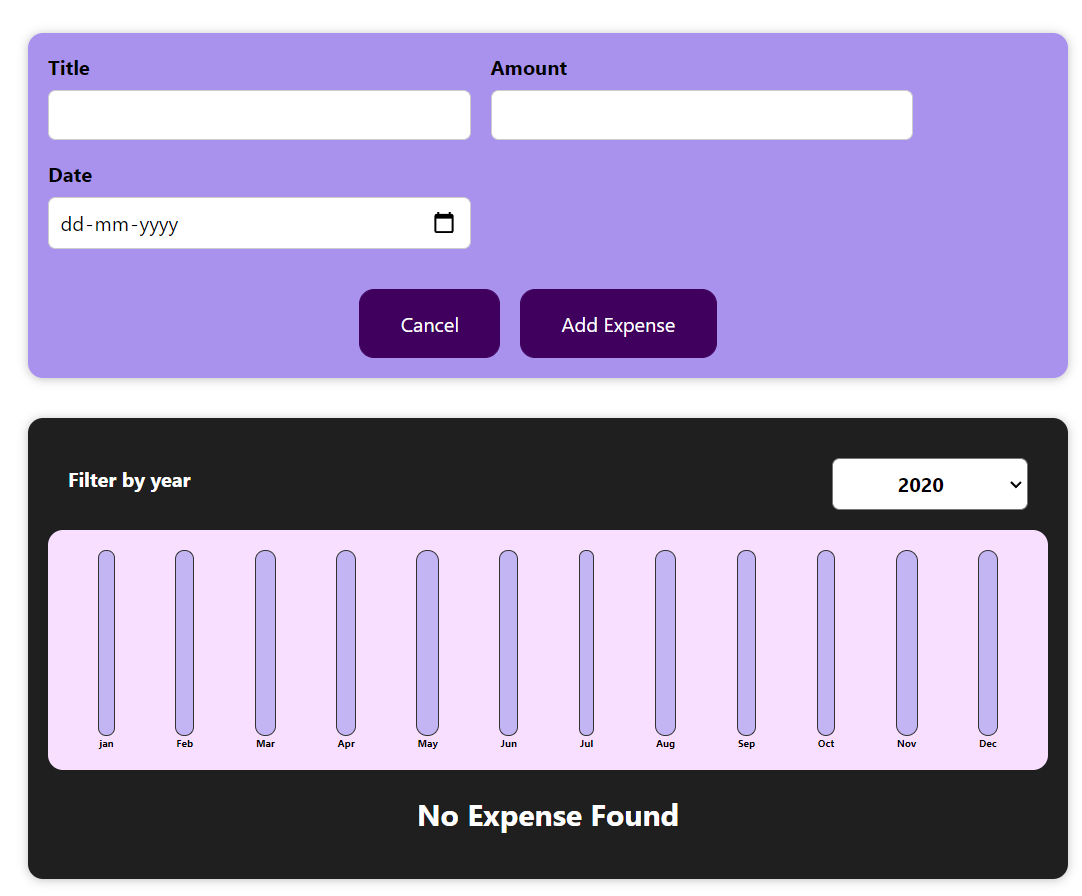 Title Amount
Date
dd-mm-yyyy
Cancel Add Expense
Filter by year 2020
jan Feb Mar Apr May Jun Jul Aug Sep Oct Nov Dec
No Expense Found